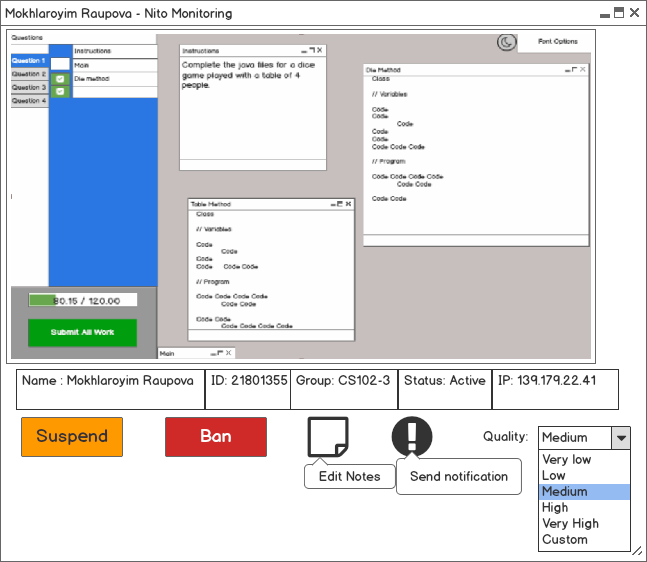 Mokhlaroyim Raupova - Nito Monitoring
Questions
Question 1
Question 2
Question 3
Question 4
Instructions
Main
Die method
Instructions
Complete the java files for a dice
game played with a table of 4
people.
Font Options
Die Method
Class
// Variables
Code
Code
Code
Code
Code
Code Code Code
// Program
Code Code Code Code
Code Code
Code Code
Table Method
Class
// Variables
Code
Code
Code
Code Code Code
// Program
Code Code Code Code
Code Code
Code Code
Code Code Code Code
80.15 / 120.00
Submit All Work
Main
Name : Mokhlaroyim Raupova
ID: 21801355
Group: CS102-3
Status: Active
IP: 139.179.22.41
Suspend
Ban
Edit Notes
Send notification
Quality:
Medium
Very low
Low
Medium
High
Very High
Custom